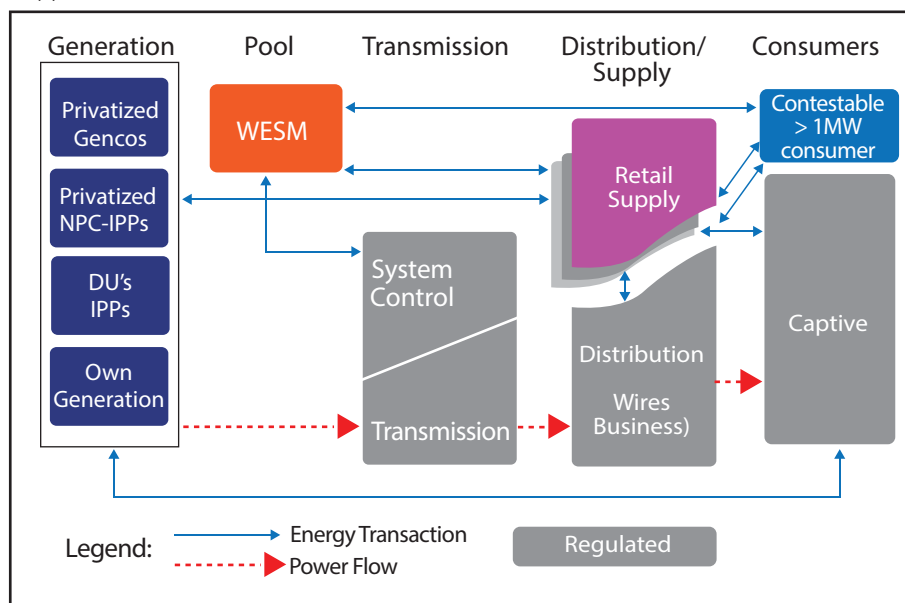 Generation
Pool
Transmission
Distribution/
Supply
Consumers
Privatized
Gencos
Privatized
NPC-IPPs
DU's
IPPs
Own
Generation
WESM
System
Control
Transmission
Retail
Supply
Distribution
Wires
Business)
Contestable
> 1MW
consumer
Captive
Legend:
Energy Transaction
Power Flow
Regulated